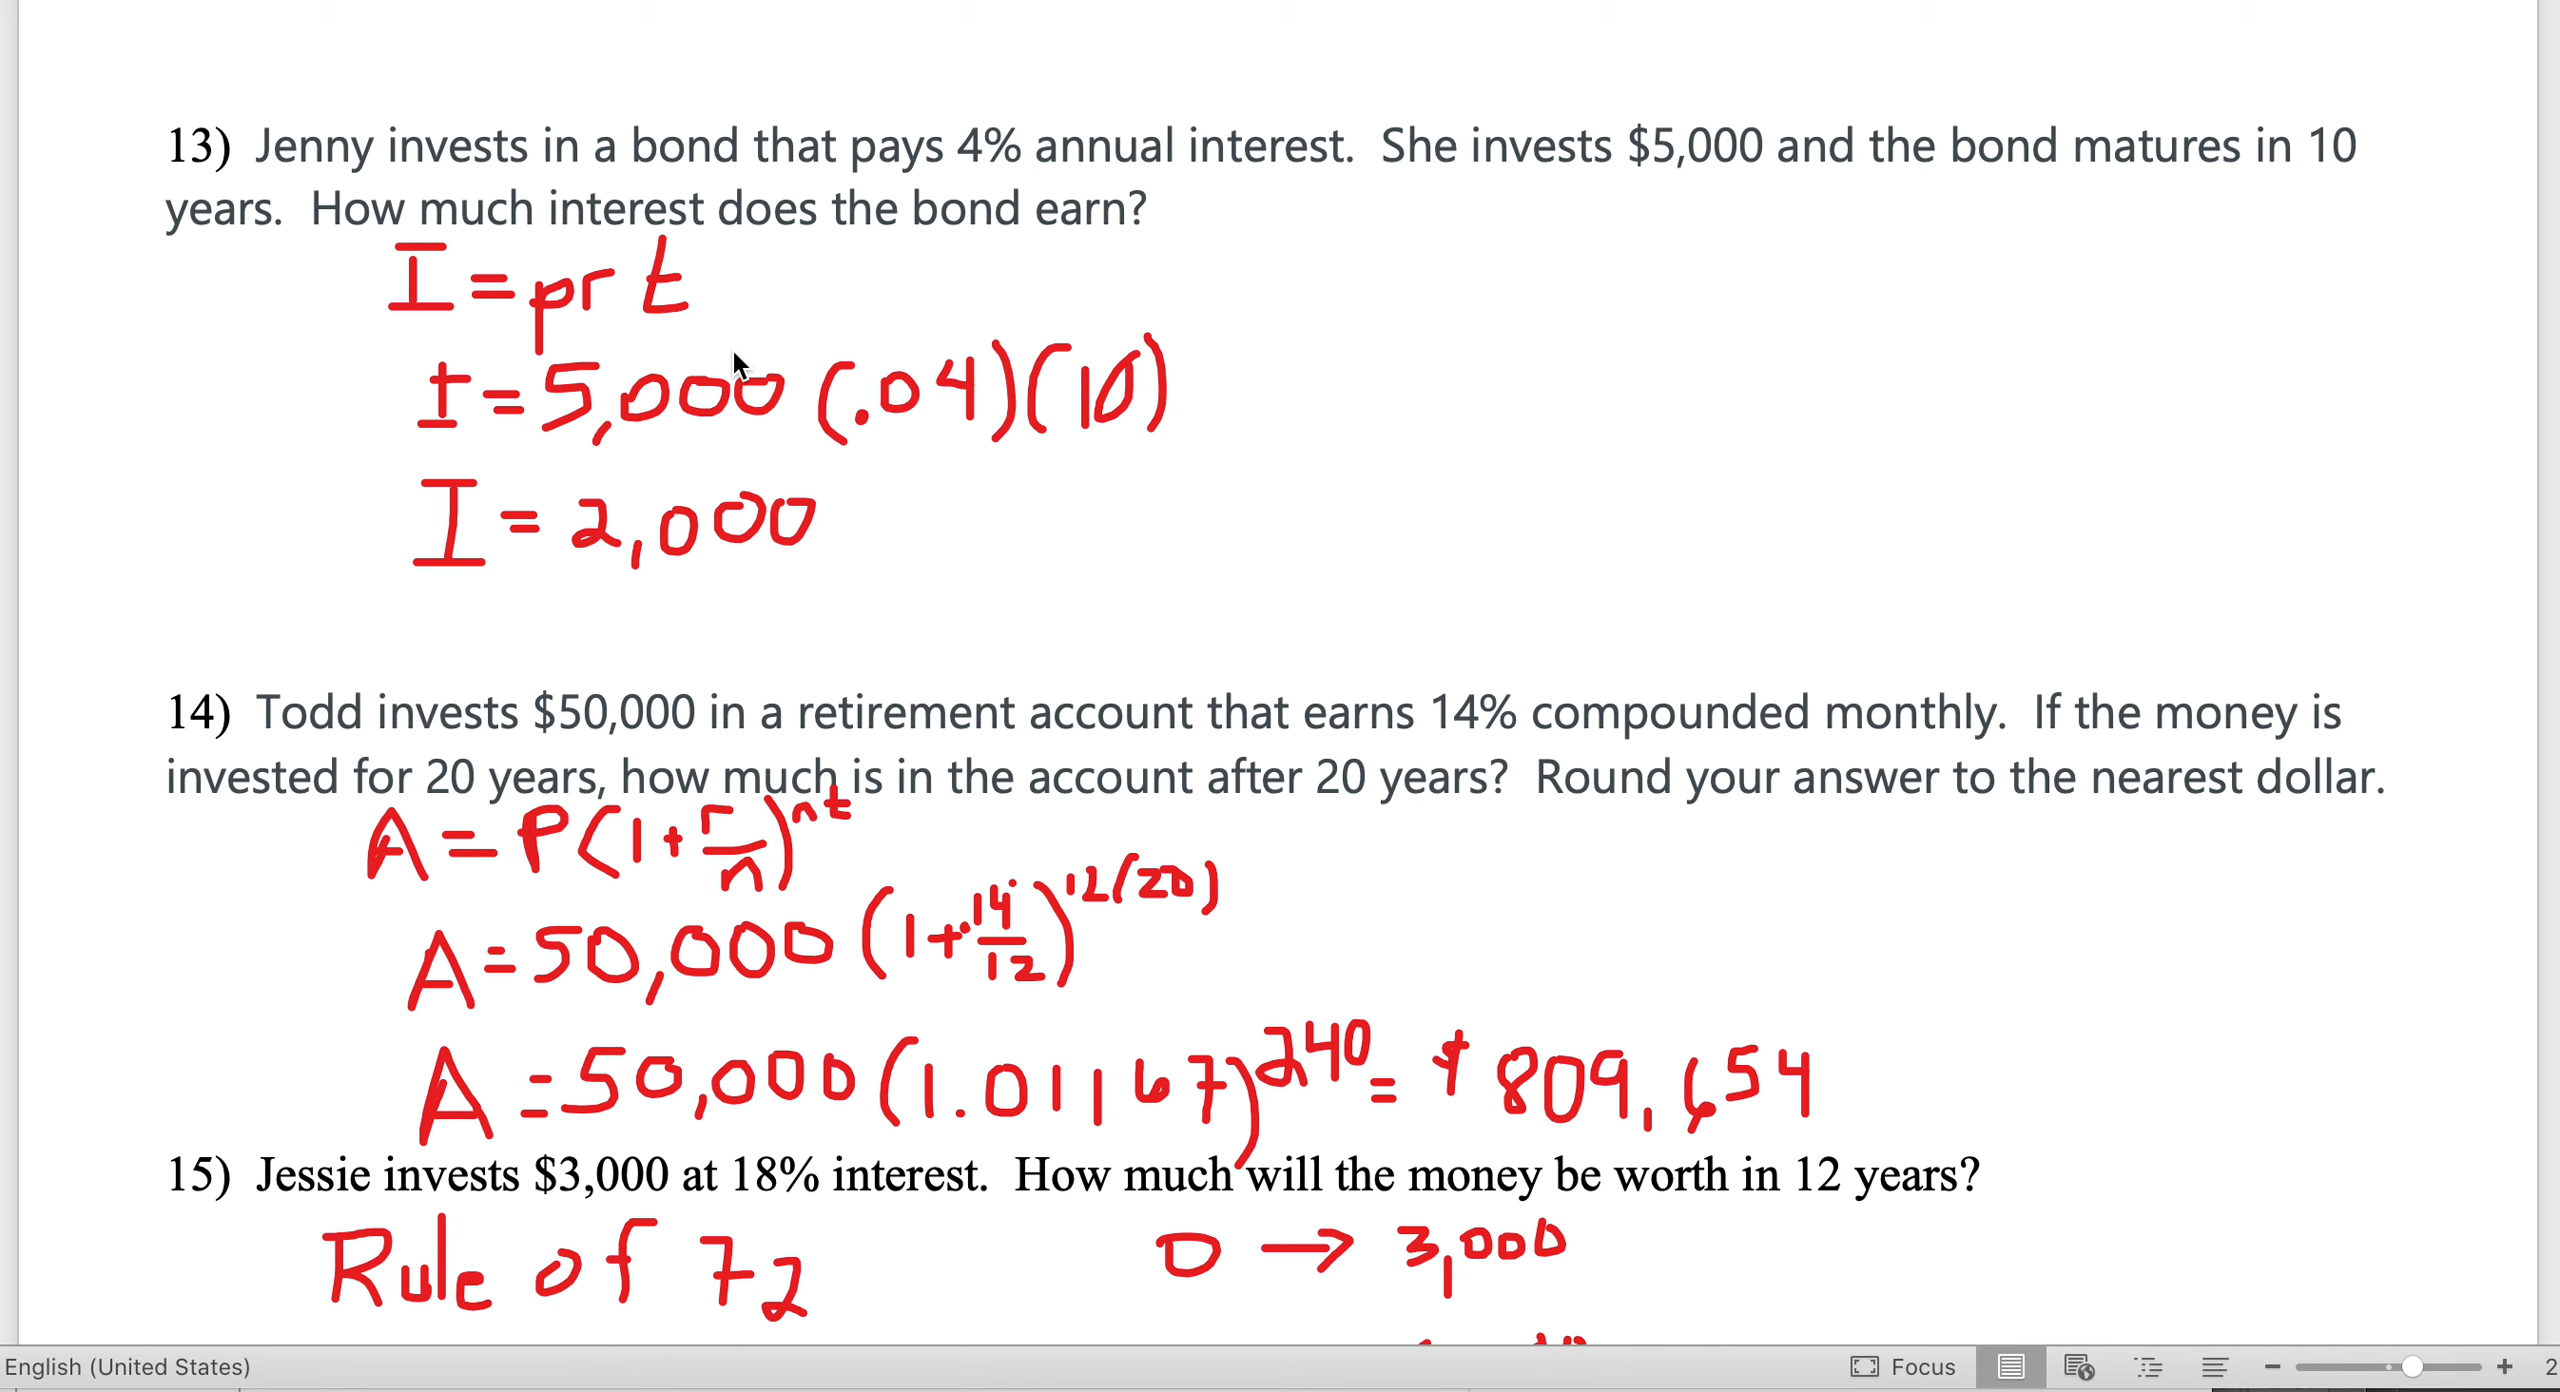 13) Jenny invests in a bond that pays 4% annual interest. She invests $5,000 and the bond matures in 10
years. How much interest does the bond earn?
I = prt
I = 5,000 (.04)(10)
I = 2,000
14) Todd invests $50,000 in a retirement account that earns 14% compounded monthly. If the money is
invested for 20 years, how much is in the account after 20 years? Round your answer to the nearest dollar.
A = P(1 + r/n)^nt
A = 50,000 (1 + .14/12)^12(20)
A = 50,000 (1.01167)^240 = $809,654
15) Jessie invests $3,000 at 18% interest. How much will the money be worth in 12 years?
Rule of 72 0 → 3,000
English (United States) Focus 2